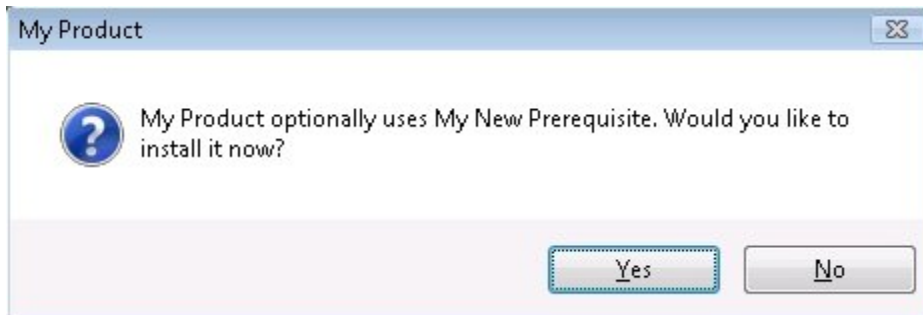 My Product
My Product optionally uses My New Prerequisite. Would you like to
install it now?
Yes
No